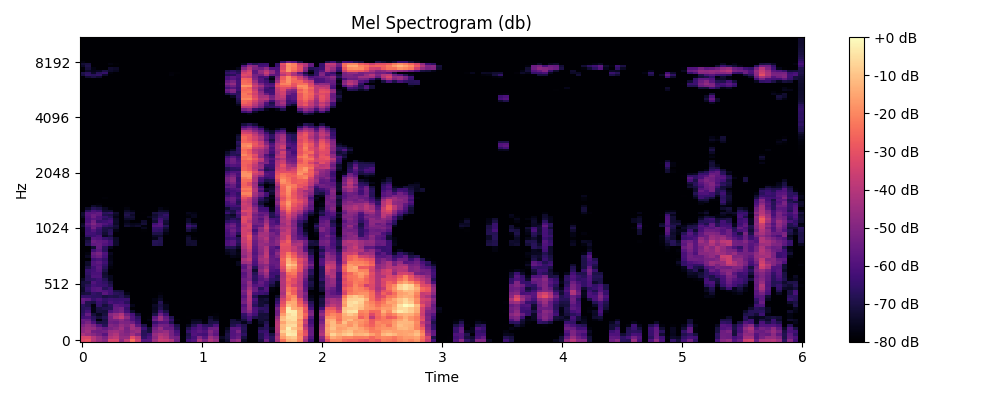 Mel Spectrogram (db)
8192
4096
2048
1024
512
0
Hz
0 1 2 3 4 5 6
Time
+0 dB
-10 dB
-20 dB
-30 dB
-40 dB
-50 dB
-60 dB
-70 dB
-80 dB